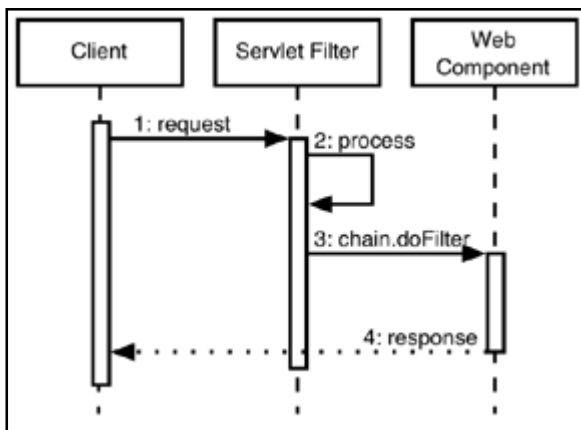 Client
Servlet Filter
Web
Component
1: request
2: process
3: chain.doFilter
4: response